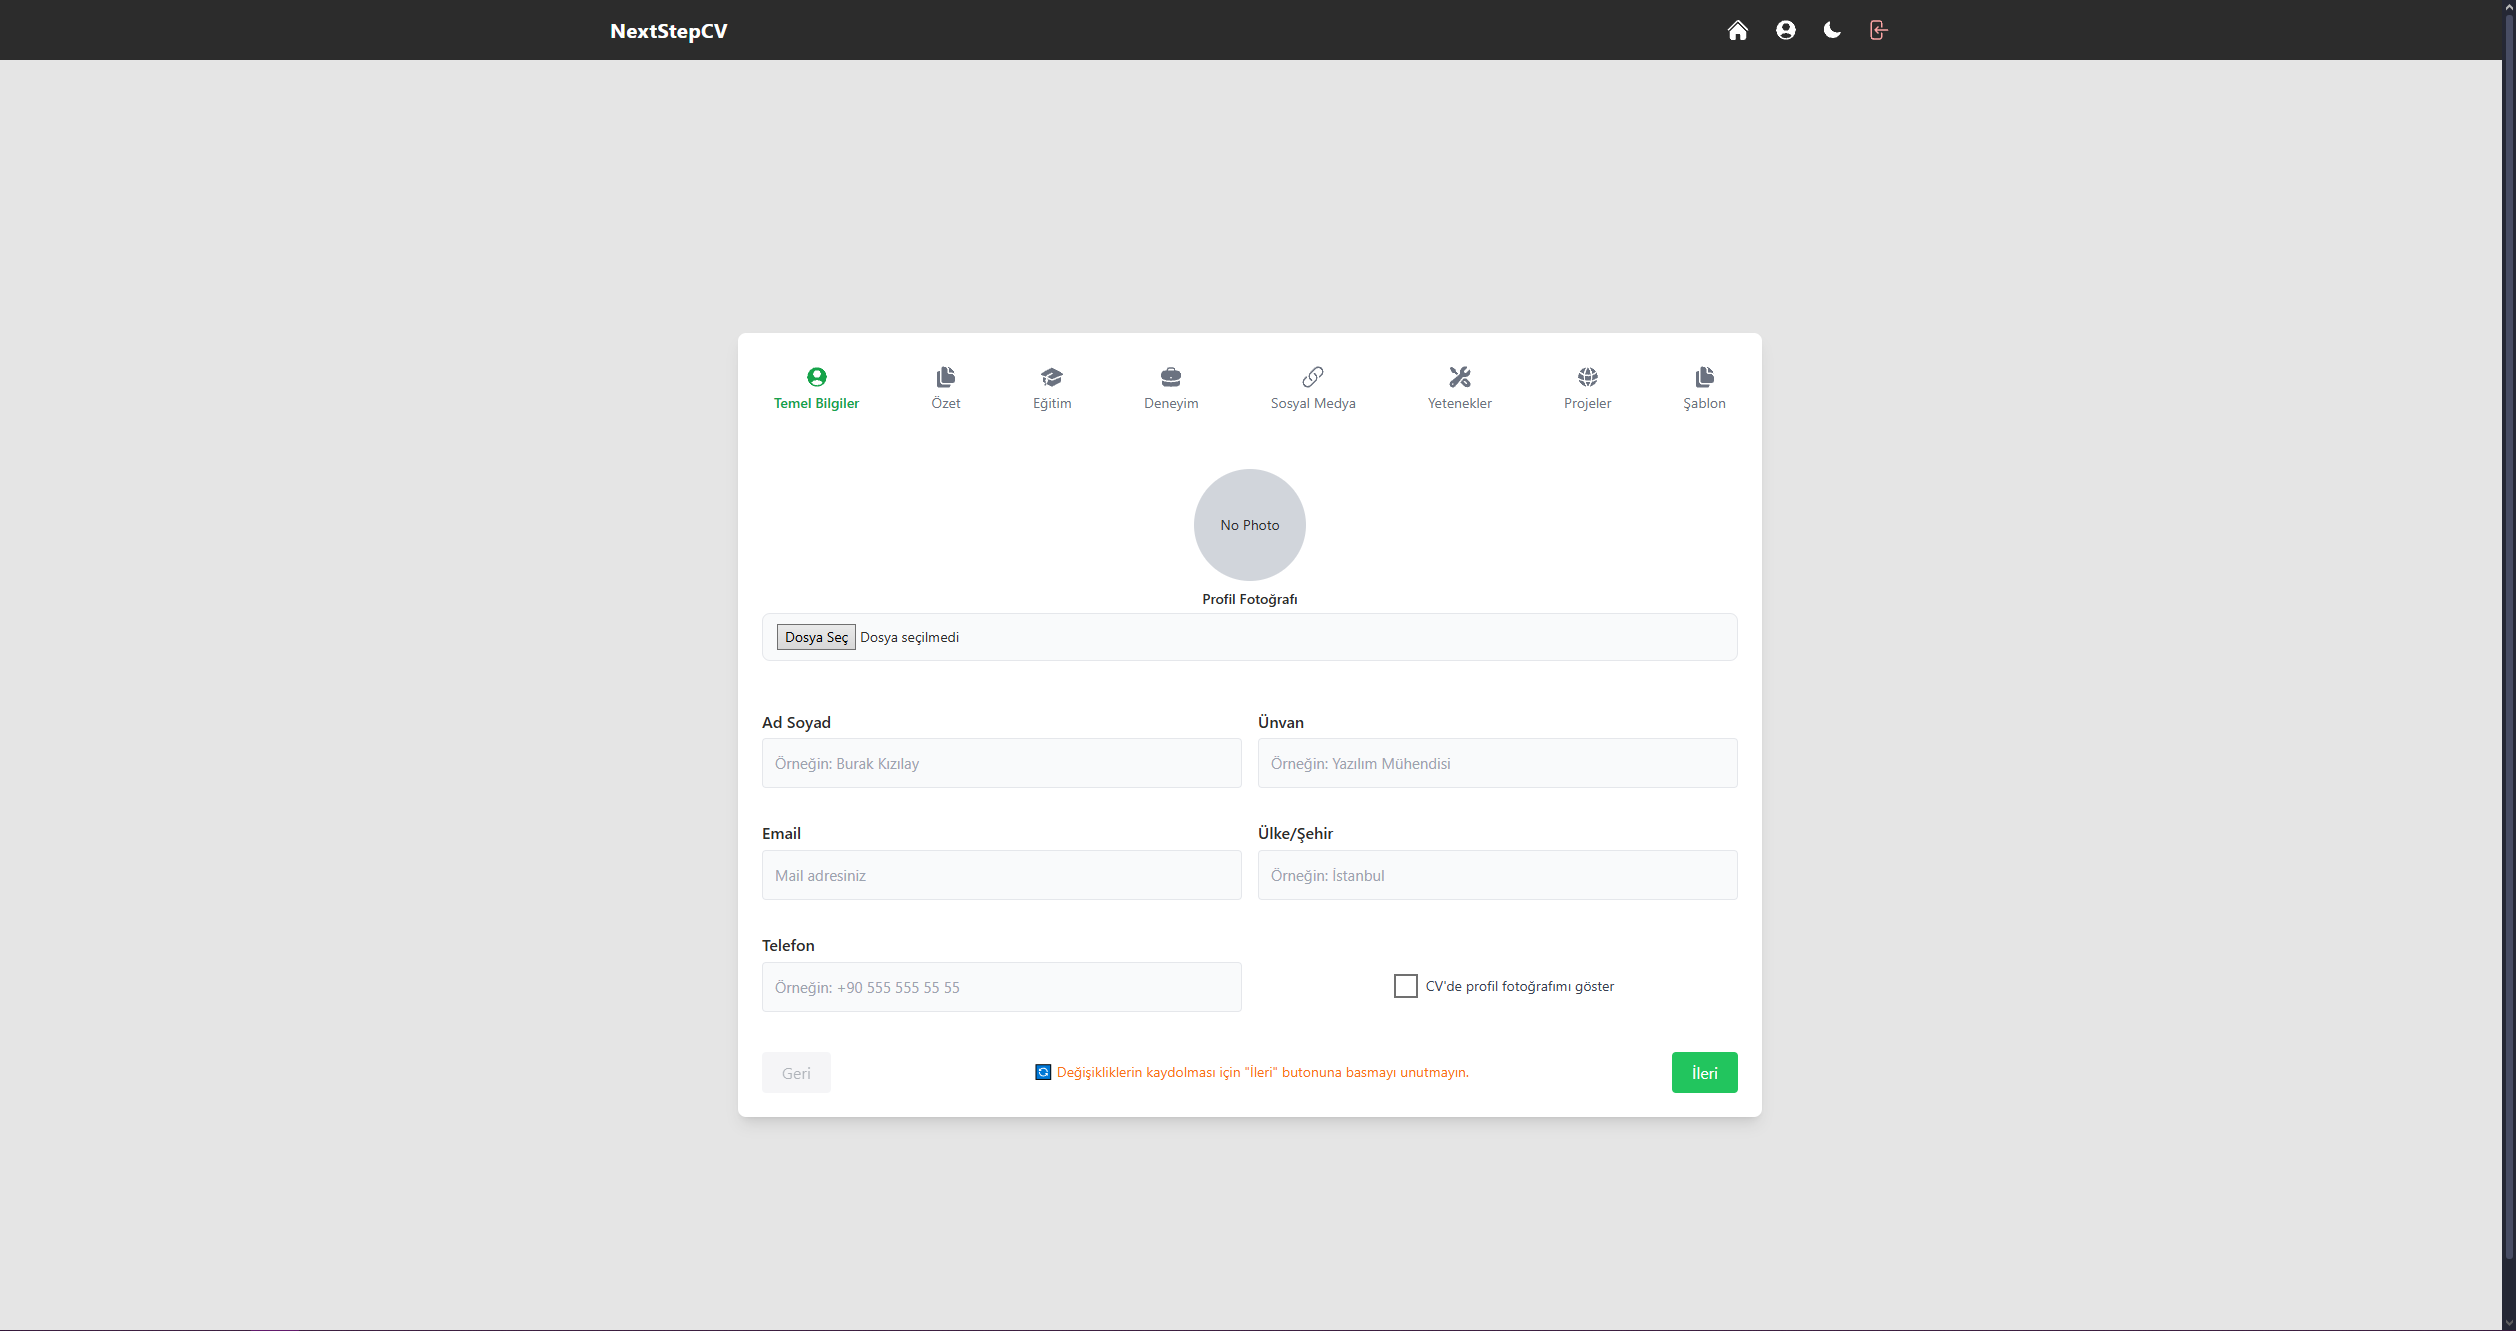 NextStepCV
Temel Bilgiler
Özet
Eğitim
Deneyim
Sosyal Medya
Yetenekler
Projeler
Şablon
No Photo
Profil Fotoğrafı
Dosya Seç Dosya seçilmedi
Ad Soyad
Örneğin: Burak Kızılay
Ünvan
Örneğin: Yazılım Mühendisi
Email
Mail adresiniz
Ülke/Şehir
Örneğin: İstanbul
Telefon
Örneğin: +90 555 555 55 55
CV'de profil fotoğrafımı göster
Geri
Değişikliklerin kaydolması için "İleri" butonuna basmayı unutmayın.
İleri